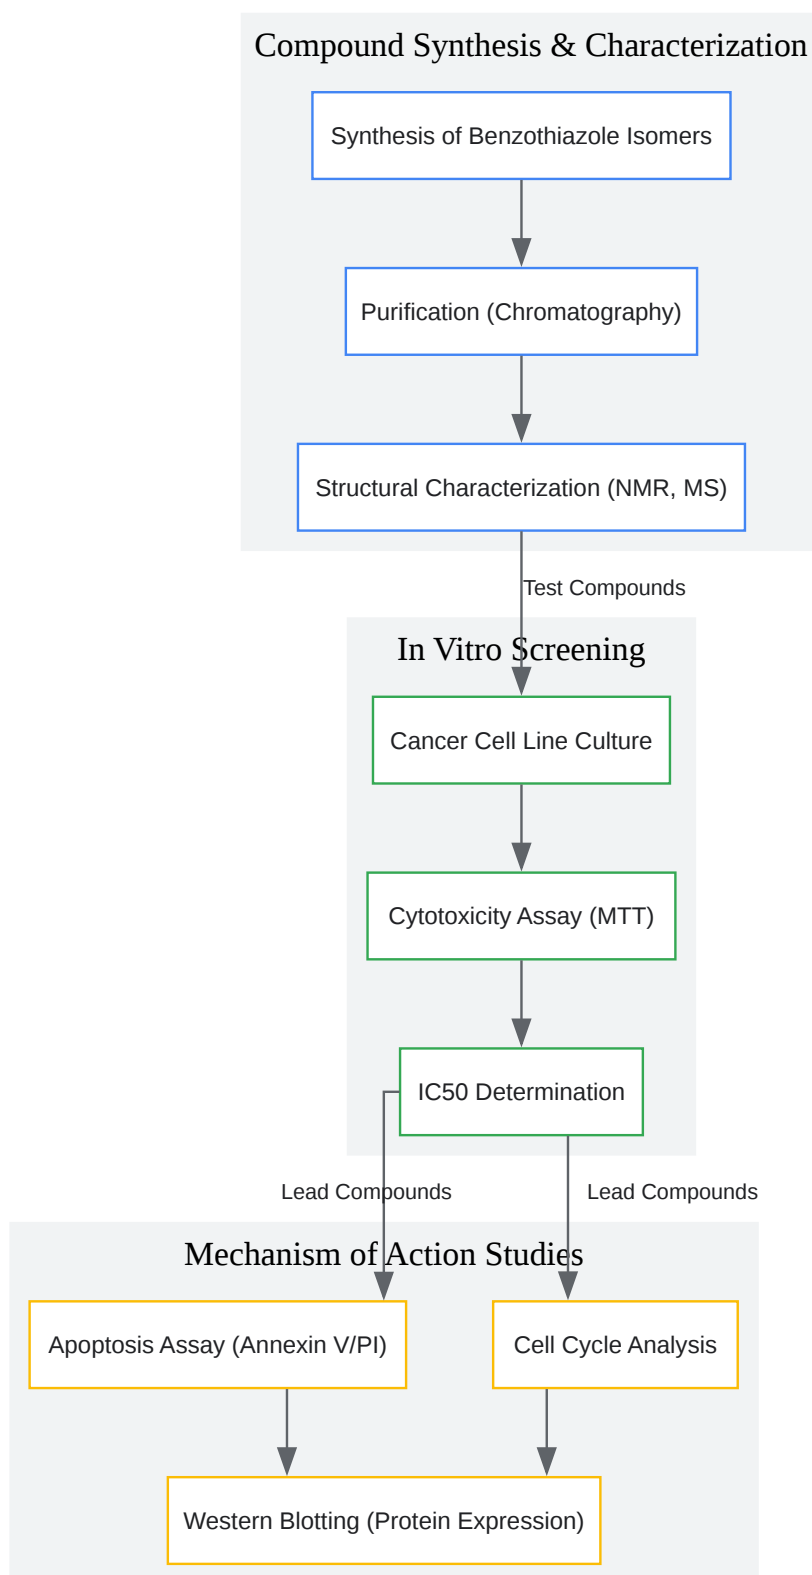 Compound Synthesis & Characterization
Synthesis of Benzothiazole Isomers
Purification (Chromatography)
Structural Characterization (NMR, MS)
Test Compounds
In Vitro Screening
Cancer Cell Line Culture
Cytotoxicity Assay (MTT)
IC50 Determination
Lead Compounds
Lead Compounds
Mechanism of Action Studies
Apoptosis Assay (Annexin V/PI)
Cell Cycle Analysis
Western Blotting (Protein Expression)